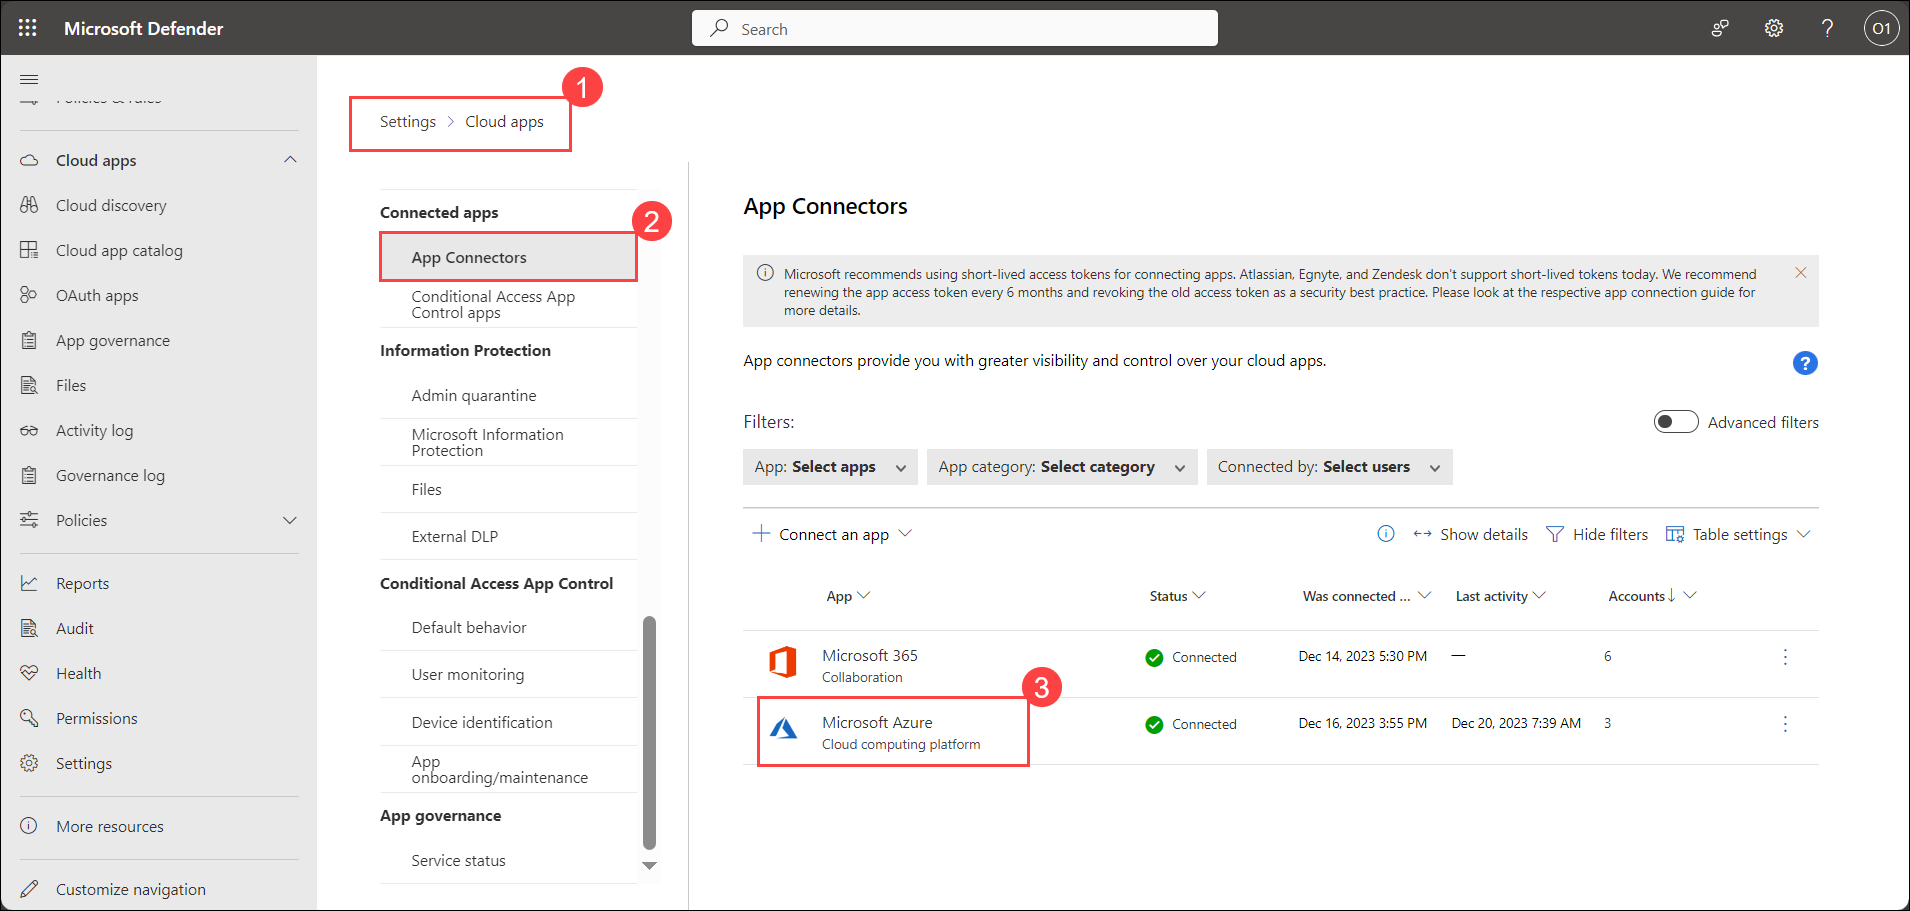 Microsoft Defender
Search
O1
Policies & rules
Cloud apps
Cloud discovery
Cloud app catalog
OAuth apps
App governance
Files
Activity log
Governance log
Policies
Reports
Audit
Health
Permissions
Settings
More resources
Customize navigation
1
Settings > Cloud apps
Connected apps
2
App Connectors
Conditional Access App
Control apps
Information Protection
Admin quarantine
Microsoft Information
Protection
Files
External DLP
Conditional Access App Control
Default behavior
User monitoring
Device identification
App
onboarding/maintenance
App governance
Service status
App Connectors
Microsoft recommends using short-lived access tokens for connecting apps. Atlassian, Egnyte, and Zendesk don't support short-lived tokens today. We recommend
renewing the app access token every 6 months and revoking the old access token as a security best practice. Please look at the respective app connection guide for
more details.
App connectors provide you with greater visibility and control over your cloud apps.
?
Filters:
Advanced filters
App: Select apps
App category: Select category
Connected by: Select users
Connect an app
Show details
Hide filters
Table settings
App
Status
Was connected ...
Last activity
Accounts
Microsoft 365
Collaboration
Connected
Dec 14, 2023 5:30 PM
—
6
3
Microsoft Azure
Cloud computing platform
Connected
Dec 16, 2023 3:55 PM
Dec 20, 2023 7:39 AM
3